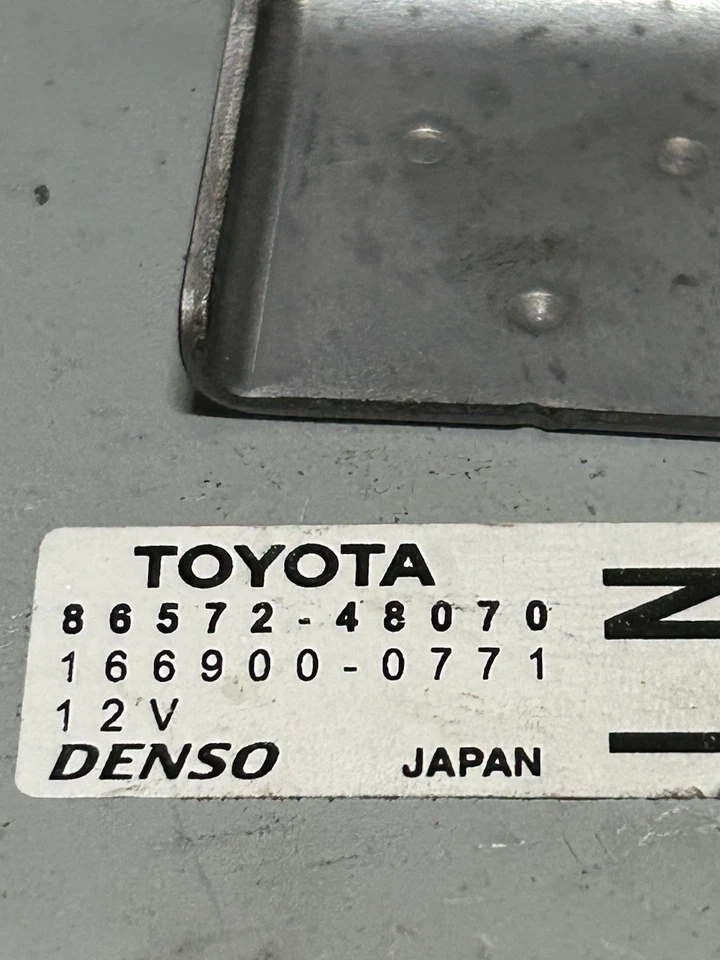 TOYOTA
86572-48070
166900-0771
12V
DENSO JAPAN